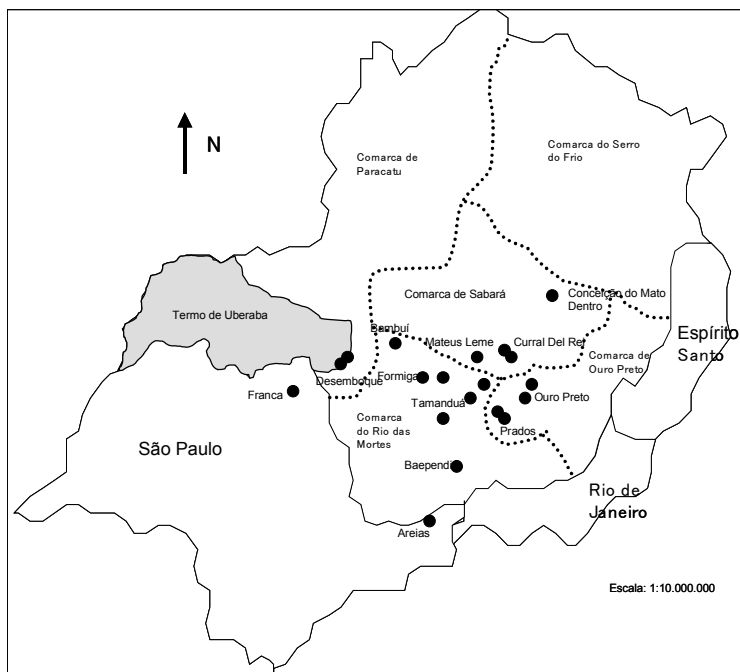 N
Comarca de
Paracatu
Comarca do Serro
do Frio
Termo de Uberaba
Comarca de Sabará
Conceição do Mato
Dentro
Bambuí
Mateus Leme
Curral Del Rei
Comarca de
Ouro Preto
Espírito
Santo
Desemboque
Formiga
Franca
Tamanduá
Ouro Preto
Comarca
do Rio das
Mortes
Prados
São Paulo
Baependi
Rio de
Janeiro
Areias
Escala: 1:10.000.000